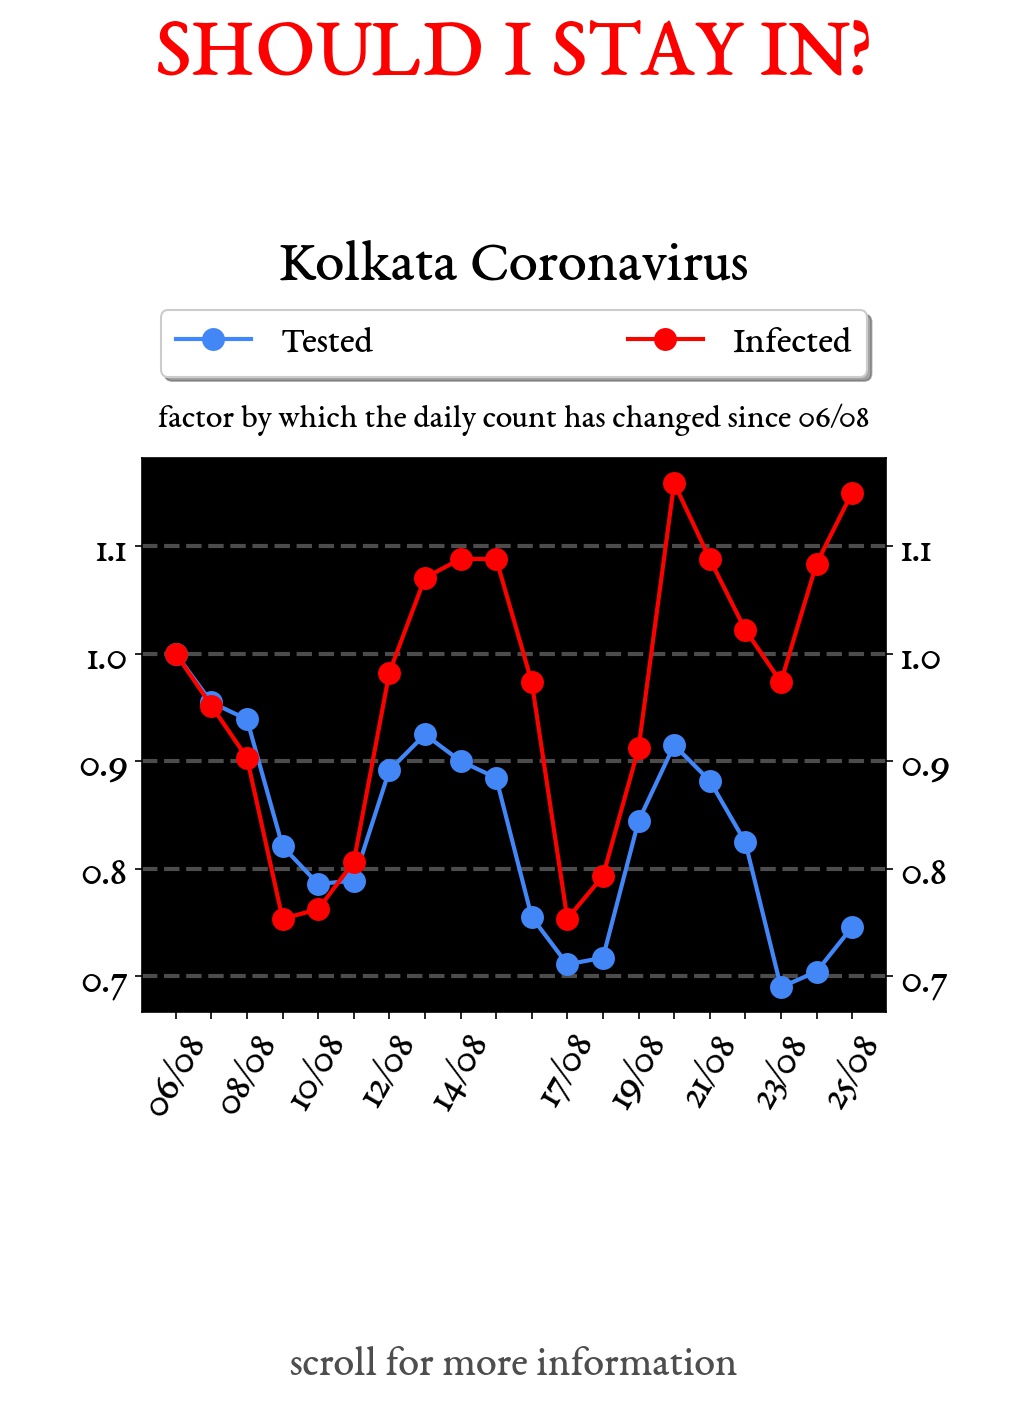 SHOULD I STAY IN?
Kolkata Coronavirus
Tested Infected
factor by which the daily count has changed since 06/08
1.1 1.1
1.0 1.0
0.9 0.9
0.8 0.8
0.7 0.7
06/08 08/08 10/08 12/08 14/08 17/08 19/08 21/08 23/08 25/08
scroll for more information